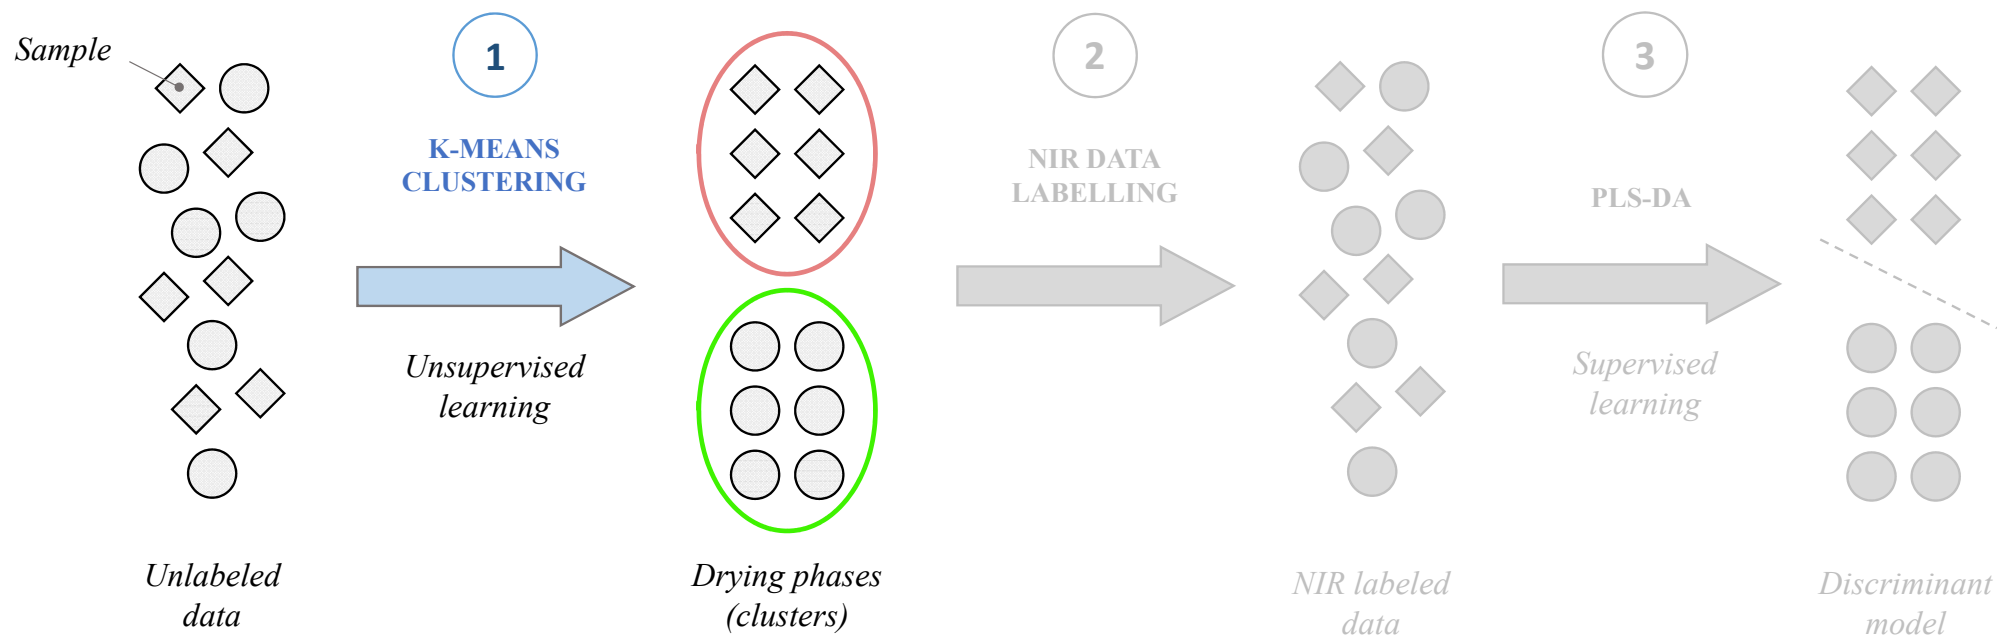 Sample
1
K-MEANS
CLUSTERING
Unsupervised
learning
Unlabeled
data
Drying phases
(clusters)
2
NIR DATA
LABELLING
NIR labeled
data
3
PLS-DA
Supervised
learning
Discriminant
model